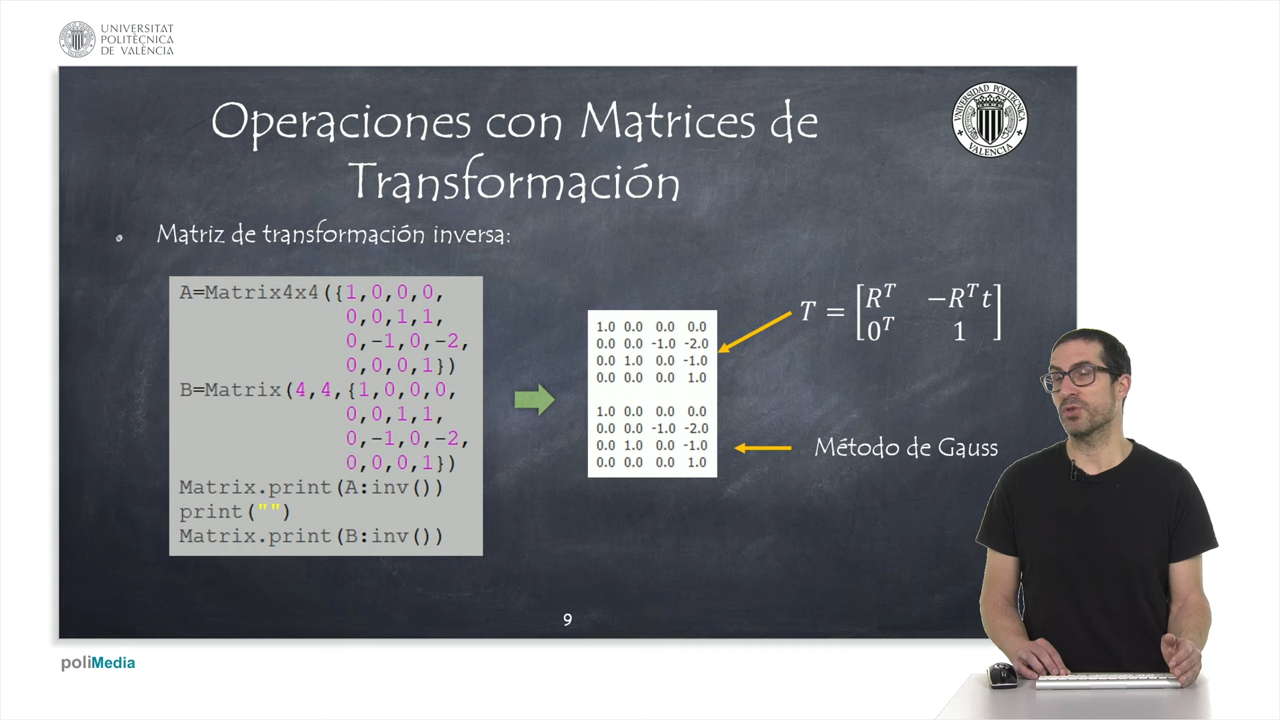 UNIVERSITAT
POLITÈCNICA
DE VALÈNCIA
Operaciones con Matrices de
Transformación
UNIVERSIDAD POLITECNICA
VALENCIA
Matriz de transformación inversa:
A=Matrix4x4({1,0,0,0,
0,0,1,1,
0,-1,0,-2,
0,0,0,1})
B=Matrix(4,4,{1,0,0,0,
0,0,1,1,
0,-1,0,-2,
0,0,0,1})
Matrix.print(A:inv())
print("")
Matrix.print(B:inv())
1.0 0.0 0.0 0.0
0.0 0.0 -1.0 -2.0
0.0 1.0 0.0 -1.0
0.0 0.0 0.0 1.0
1.0 0.0 0.0 0.0
0.0 0.0 -1.0 -2.0
0.0 1.0 0.0 -1.0
0.0 0.0 0.0 1.0
T = [R^T −R^T t
0^T 1]
Método de Gauss
9
poliMedia